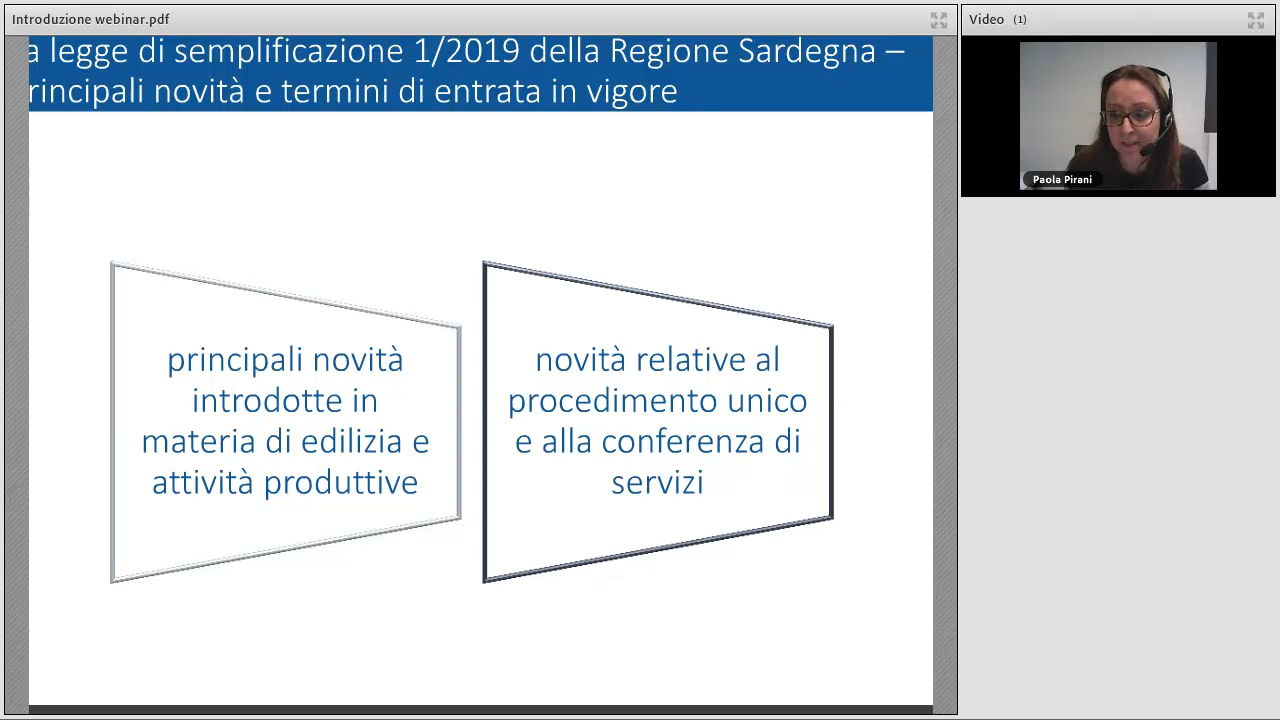 Introduzione webinar.pdf
Video (1)
a legge di semplificazione 1/2019 della Regione Sardegna –
rincipali novità e termini di entrata in vigore
principali novità
introdotte in
materia di edilizia e
attività produttive
novità relative al
procedimento unico
e alla conferenza di
servizi
Paola Pirani